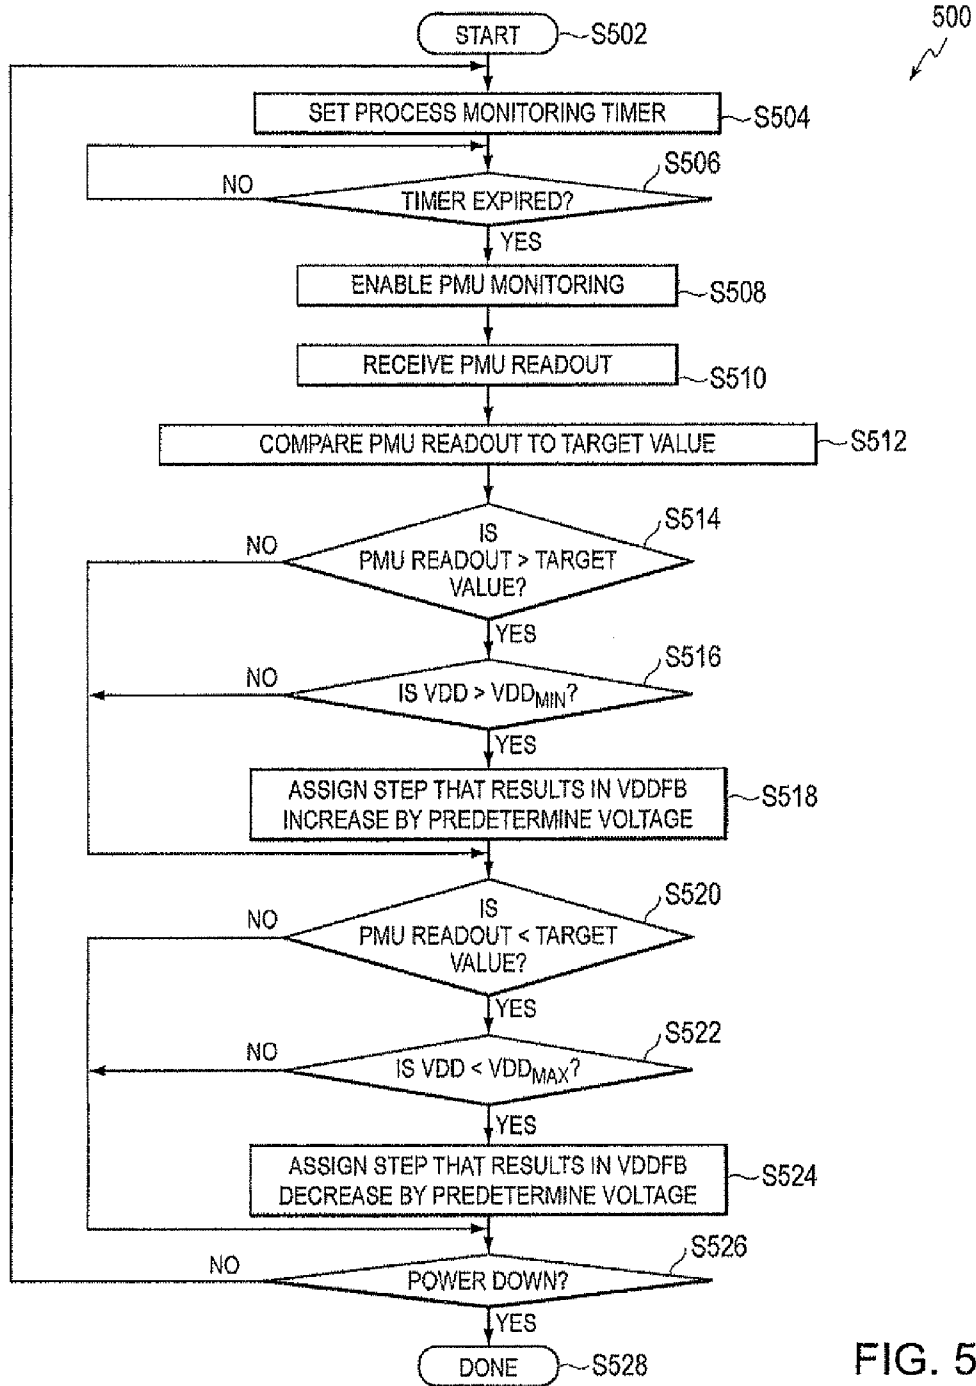 500
START
S502
SET PROCESS MONITORING TIMER
S504
S506
NO
TIMER EXPIRED?
YES
ENABLE PMU MONITORING
S508
RECEIVE PMU READOUT
S510
COMPARE PMU READOUT TO TARGET VALUE
S512
S514
NO
IS
PMU READOUT > TARGET
VALUE?
YES
S516
NO
IS VDD > VDDMIN?
YES
ASSIGN STEP THAT RESULTS IN VDDFB
INCREASE BY PREDETERMINE VOLTAGE
S518
S520
NO
IS
PMU READOUT < TARGET
VALUE?
YES
S522
NO
IS VDD < VDDMAX?
YES
ASSIGN STEP THAT RESULTS IN VDDFB
DECREASE BY PREDETERMINE VOLTAGE
S524
S526
NO
POWER DOWN?
YES
DONE
S528
FIG. 5